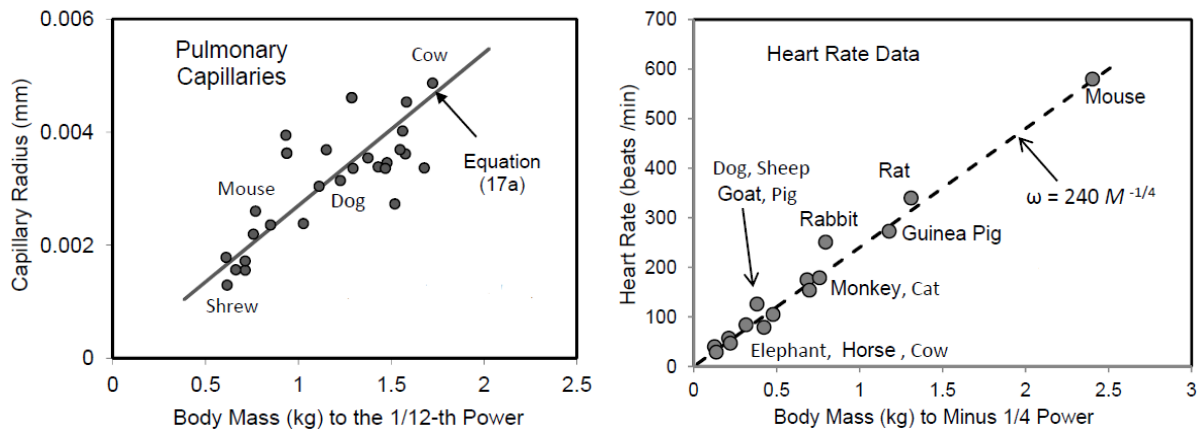 0.006
0.004
0.002
0
Capillary Radius (mm)
Pulmonary
Capillaries
Cow
Equation
(17a)
Mouse
Dog
Shrew
0 0.5 1 1.5 2 2.5
Body Mass (kg) to the 1/12-th Power
700
600
500
400
300
200
100
0
Heart Rate (beats /min)
Heart Rate Data
Mouse
Dog, Sheep
Goat, Pig
Rat
ω = 240 M -1/4
Rabbit
Guinea Pig
Monkey, Cat
Elephant, Horse , Cow
0 0.5 1 1.5 2 2.5 3
Body Mass (kg) to Minus 1/4 Power